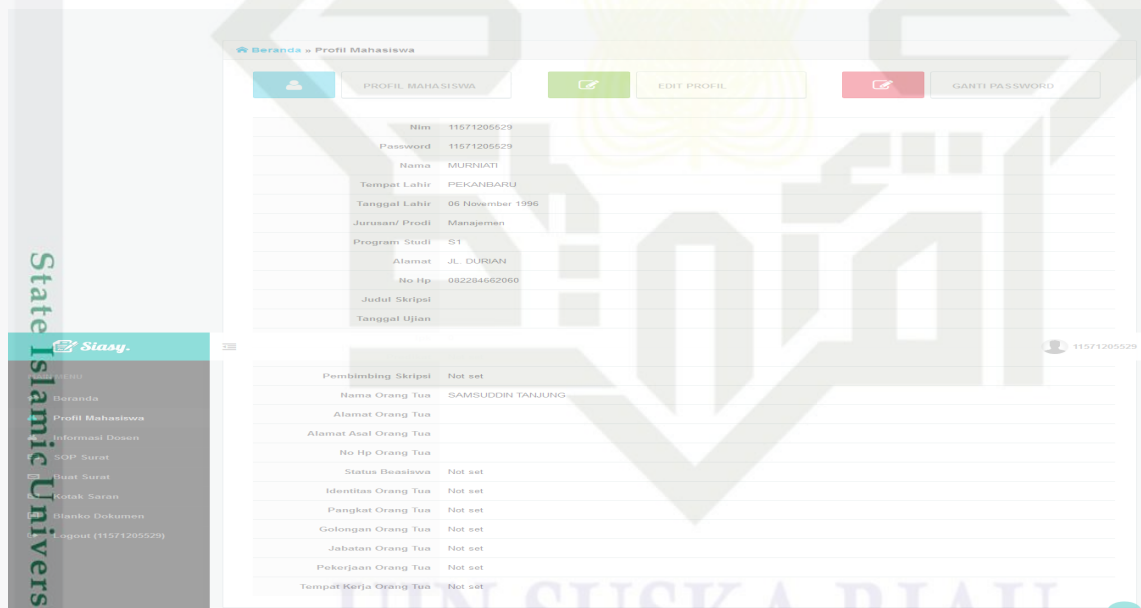 Beranda » Profil Mahasiswa
PROFIL MAHASISWA
EDIT PROFIL
GANTI PASSWORD
Nim 11571205529
Password 11571205529
Nama MURNIATI
Tempat Lahir PEKANBARU
Tanggal Lahir 06 November 1996
Jurusan/ Prodi Manajemen
Program Studi S1
Alamat JL. DURIAN
No Hp 082284662060
Judul Skripsi
Tanggal Ujian
Siasy.
11571205529
Pembimbing Skripsi Not set
Nama Orang Tua SAMSUDDIN TANJUNG
Alamat Orang Tua
Alamat Asal Orang Tua
No Hp Orang Tua
Status Beasiswa Not set
Identitas Orang Tua Not set
Pangkat Orang Tua Not set
Golongan Orang Tua Not set
Jabatan Orang Tua Not set
Pekerjaan Orang Tua Not set
Tempat Kerja Orang Tua Not set
MENU
Beranda
Profil Mahasiswa
Informasi Dosen
SOP Surat
Buat Surat
Kotak Saran
Blanko Dokumen
Logout (11571205529)
State Islamic Univers
UIN SUSKA RIAU